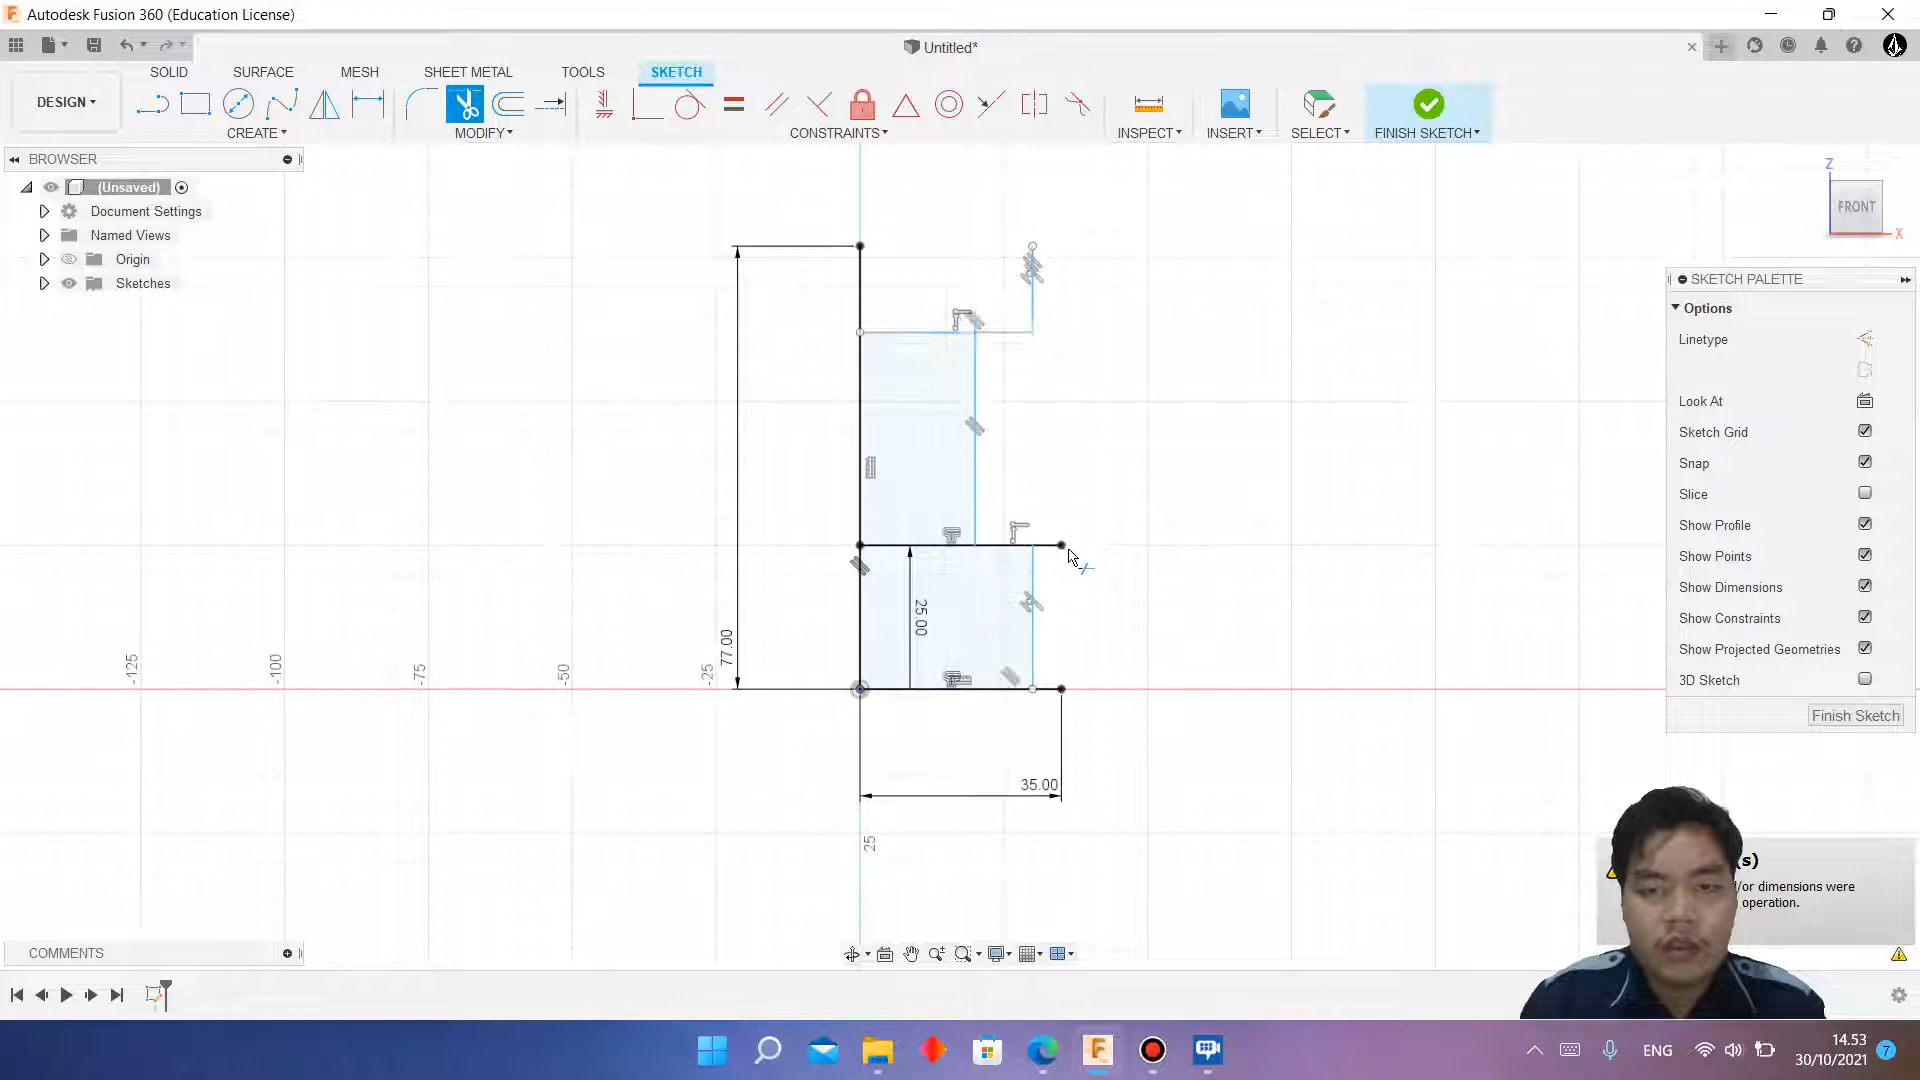 Autodesk Fusion 360 (Education License)
Untitled*
SOLID
SURFACE
MESH
SHEET METAL
TOOLS
SKETCH
DESIGN
CREATE
MODIFY
CONSTRAINTS
INSPECT
INSERT
SELECT
FINISH SKETCH
BROWSER
(Unsaved)
Document Settings
Named Views
Origin
Sketches
Z
FRONT
X
SKETCH PALETTE
Options
Linetype
Look At
Sketch Grid
Snap
Slice
Show Profile
Show Points
Show Dimensions
Show Constraints
Show Projected Geometries
3D Sketch
Finish Sketch
-125
-100
-75
-50
-25
77.00
25.00
35.00
25
(s)
/or dimensions were
operation.
COMMENTS
ENG
14.53
30/10/2021
7